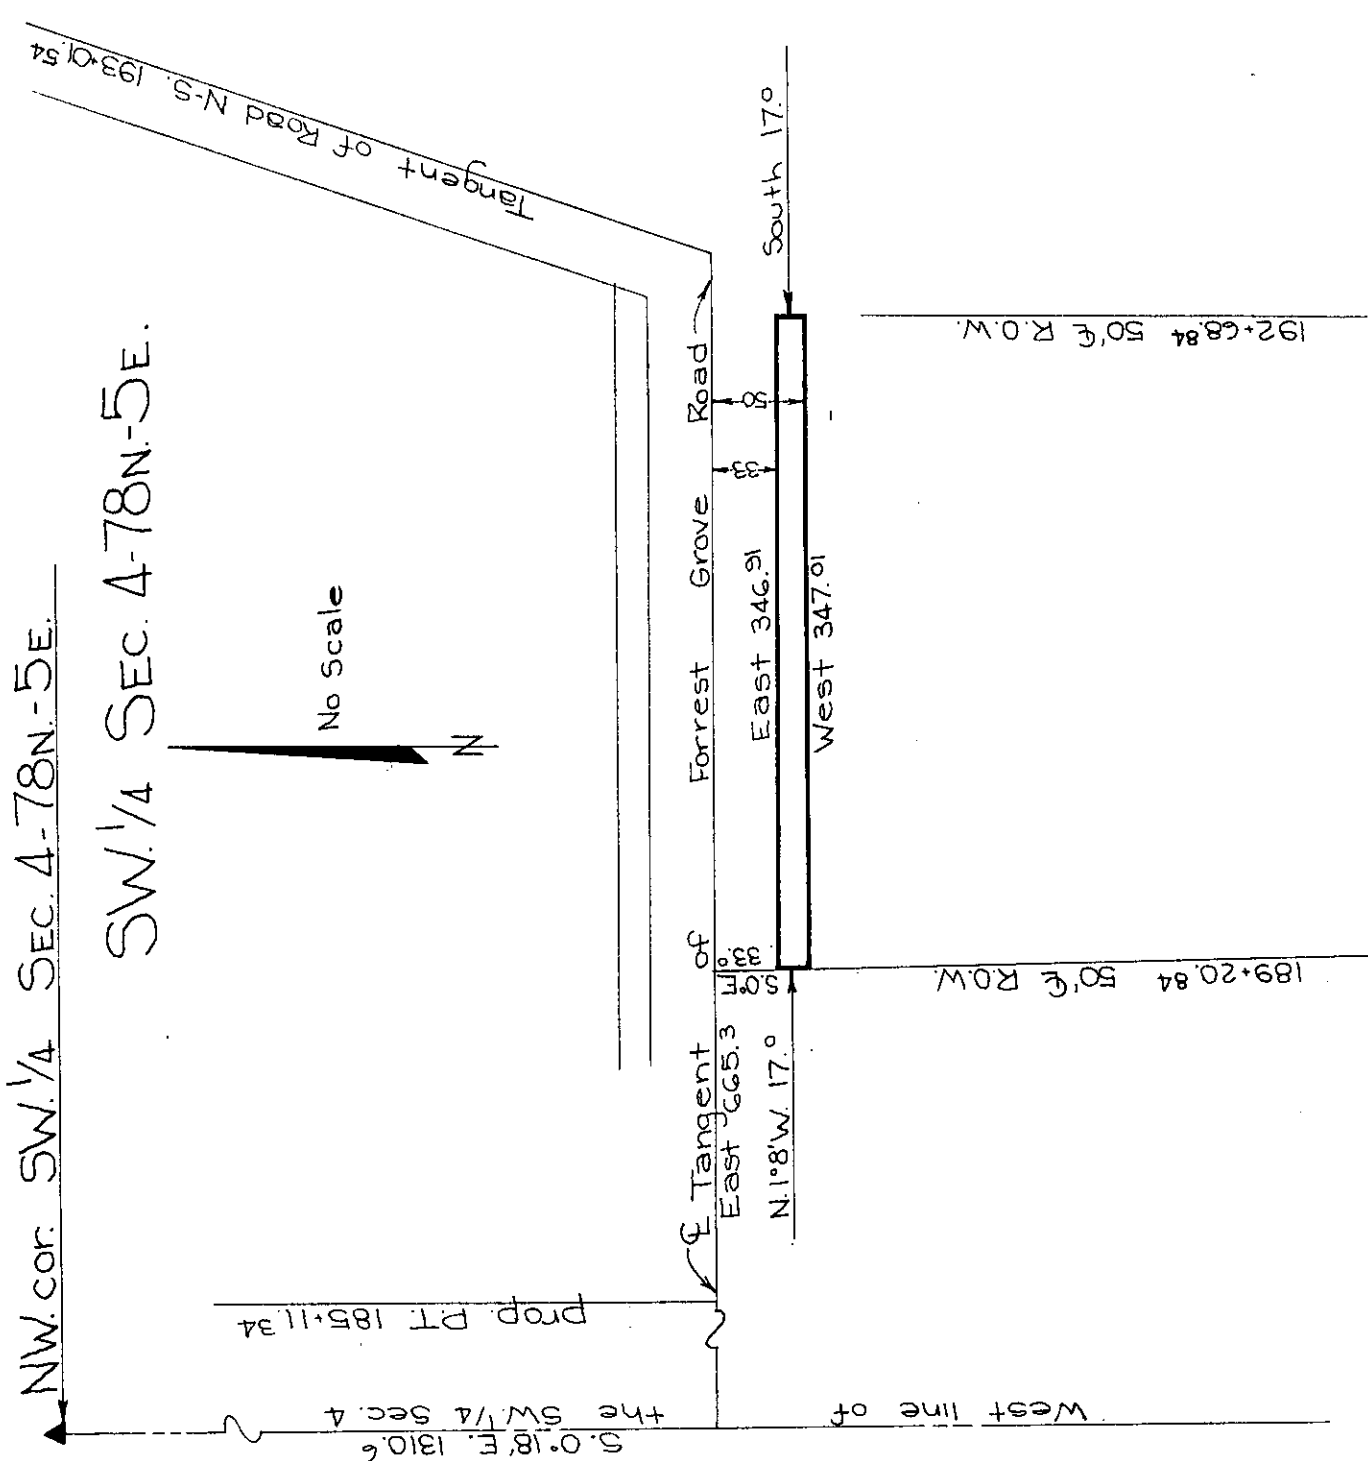 NW. cor. SW. 1/4 SEC. 4-78N.-5E.
SW. 1/4 SEC. 4-78N.-5E.
No Scale
N
Tangent of Road N-S. 193+01.54
South 17.0
192+68.84 50' ℄ R.O.W.
℄ Tangent of Forrest Grove Road
50
33
East 346.91
West 347.01
S.0°E. 33.0
189+20.84 50' ℄ R.O.W.
East 665.3
N.1°8'W. 17.0
prop. P.T. 185+11.34
West line of the SW. 1/4 Sec. 4
S.0°18'E. 1310.6